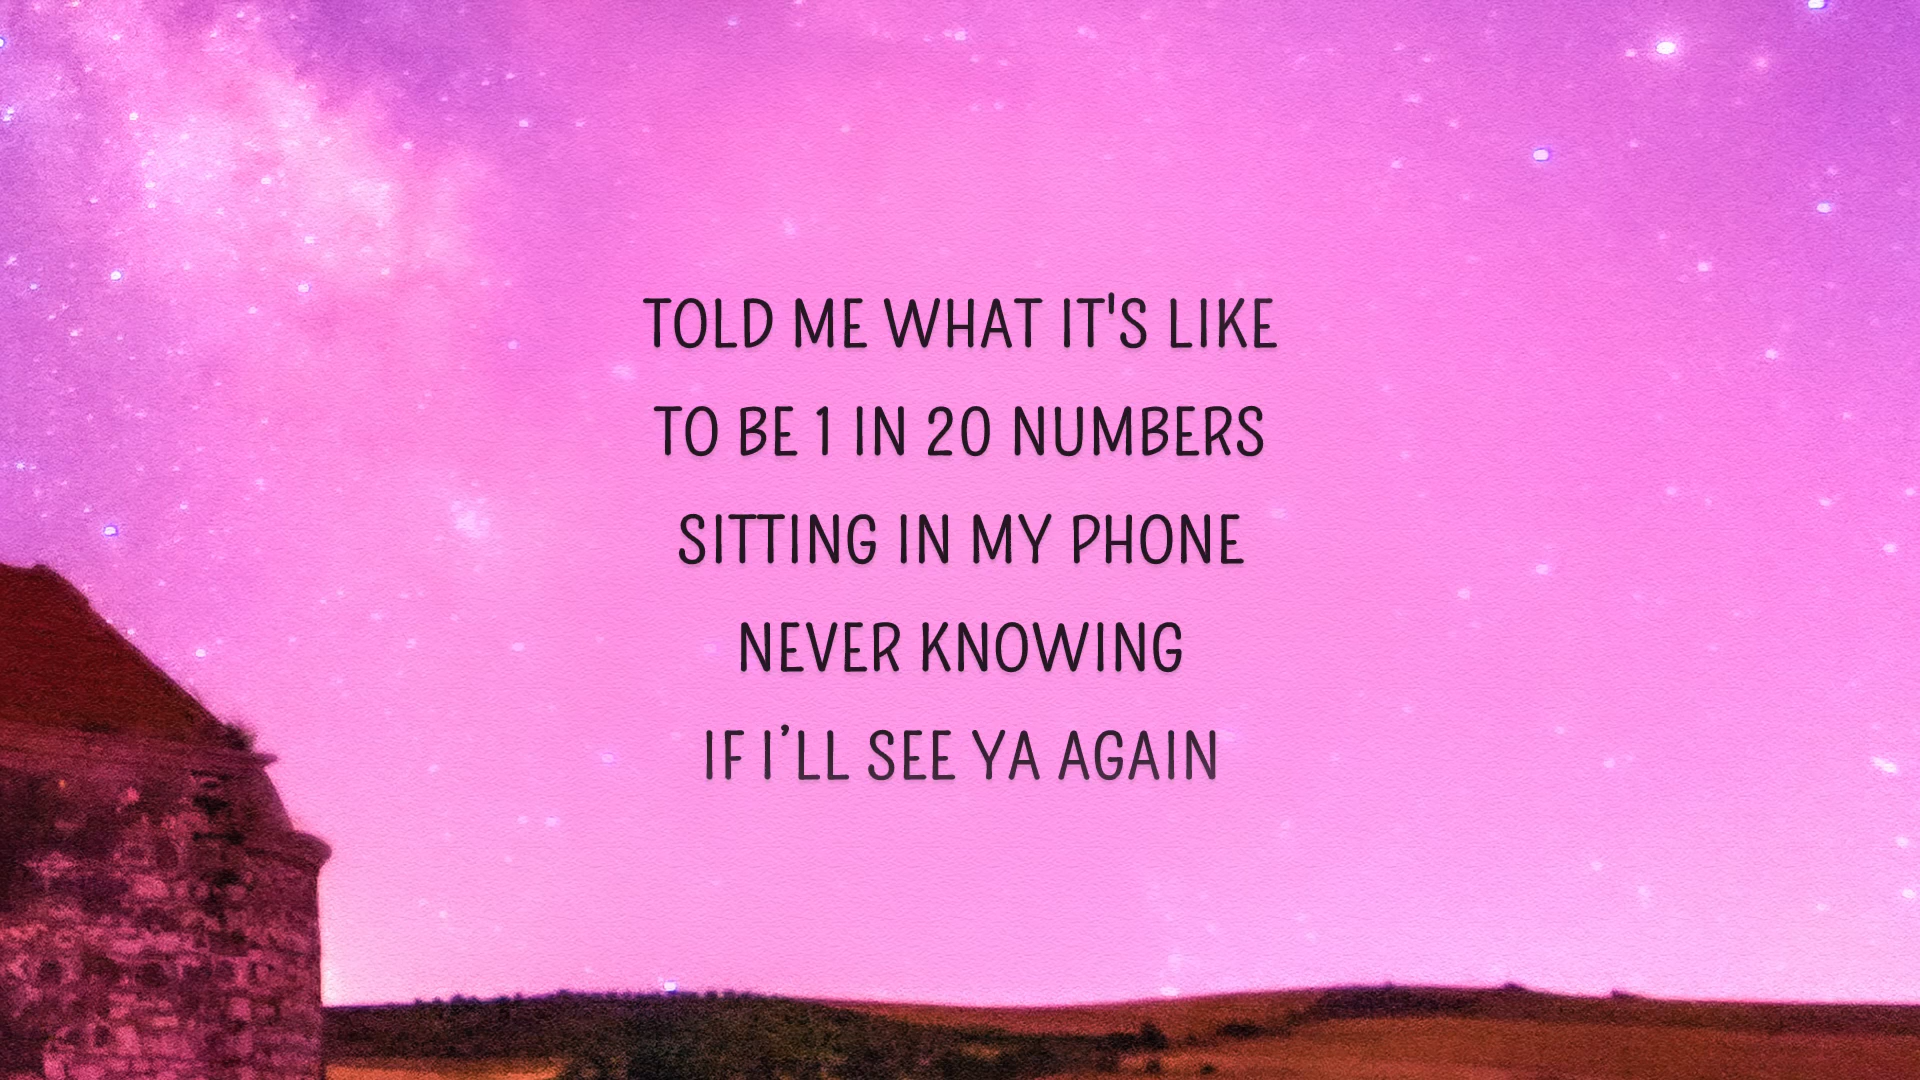 TOLD ME WHAT IT'S LIKE
TO BE 1 IN 20 NUMBERS
SITTING IN MY PHONE
NEVER KNOWING
IF I’LL SEE YA AGAIN